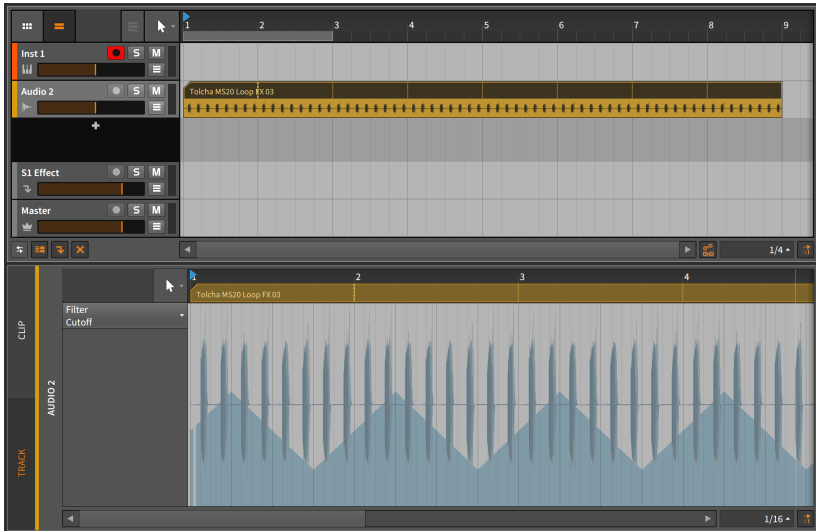 1 2 3 4 5 6 7 8 9
Inst 1 S M
Audio 2 S M
Tolcha MS20 Loop FX 03
+
S1 Effect S M
Master S M
1/4
1 2 3 4
Tolcha MS20 Loop FX 03
Filter
Cutoff
CLIP
AUDIO 2
TRACK
1/16